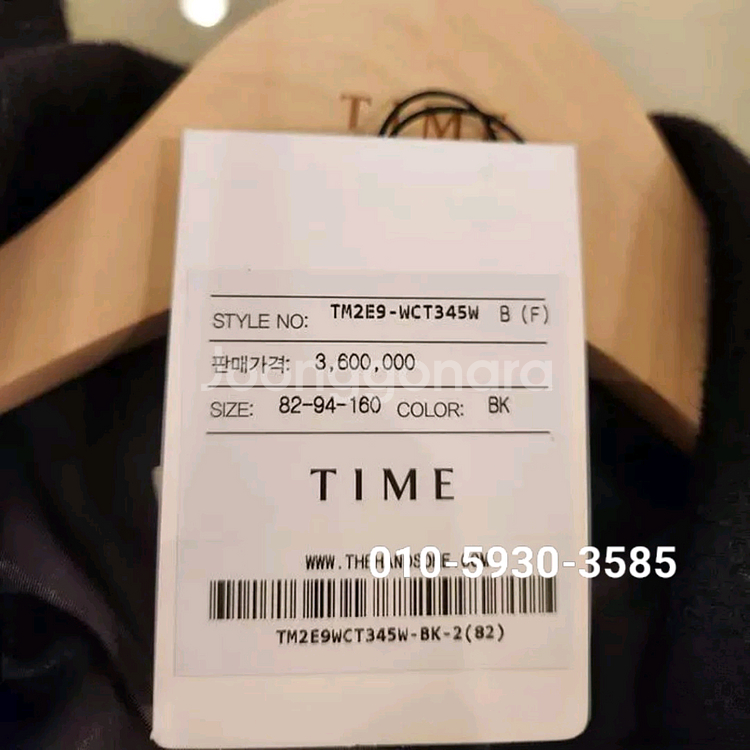 TIME
STYLE NO: TM2E9-WCT345W B (F)
판매가격: 3,600,000
Joonggonara
SIZE: 82-94-160 COLOR: BK
TIME
010-5930-3585
TM2E9WCT345W-BK-2(82)